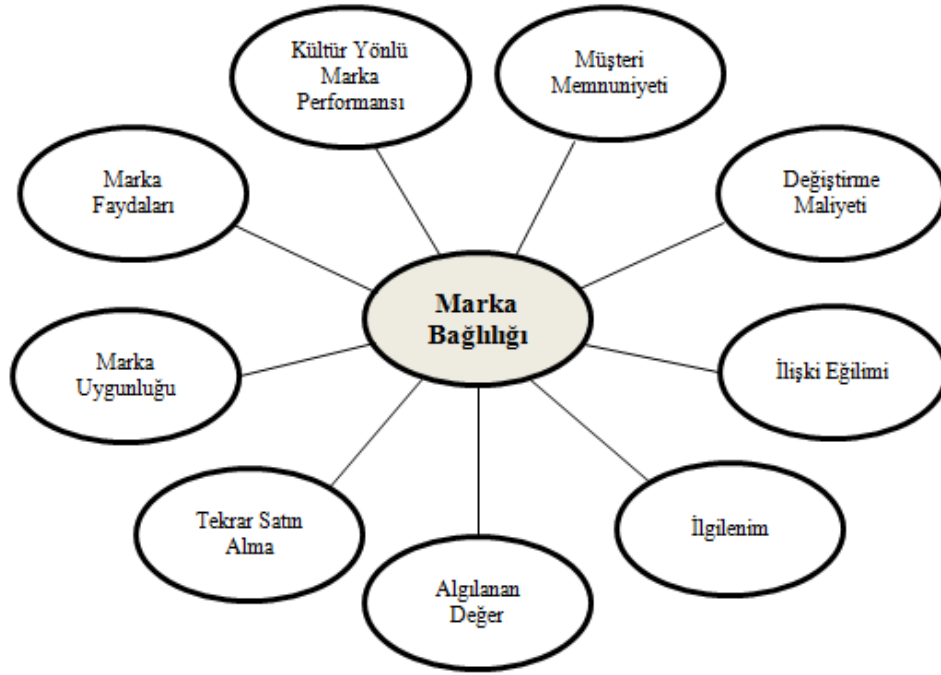 Kültür Yönlü
Marka
Performansı
Müşteri
Memnuniyeti
Marka
Faydaları
Değiştirme
Maliyeti
Marka
Bağlılığı
Marka
Uygunluğu
İlişki Eğilimi
Tekrar Satın
Alma
İlgilenim
Algılanan
Değer